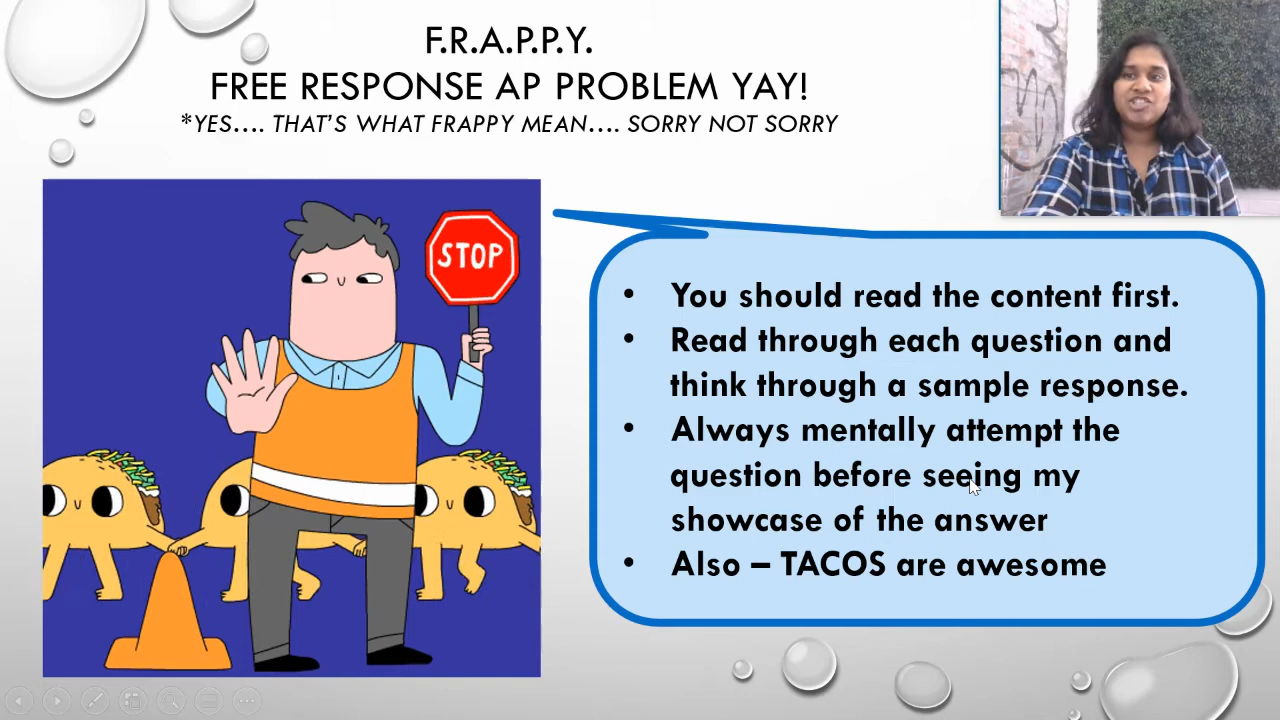 F.R.A.P.P.Y.
FREE RESPONSE AP PROBLEM YAY!
*YES.... THAT'S WHAT FRAPPY MEAN.... SORRY NOT SORRY
STOP
• You should read the content first.
• Read through each question and
think through a sample response.
• Always mentally attempt the
question before seeing my
showcase of the answer
• Also – TACOS are awesome